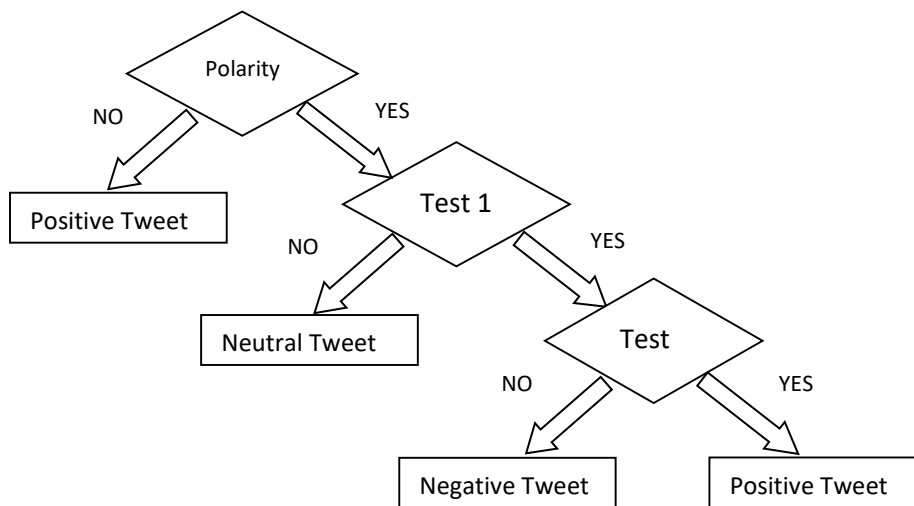 Polarity
NO
YES
Positive Tweet
Test 1
NO
YES
Neutral Tweet
Test
NO
YES
Negative Tweet
Positive Tweet